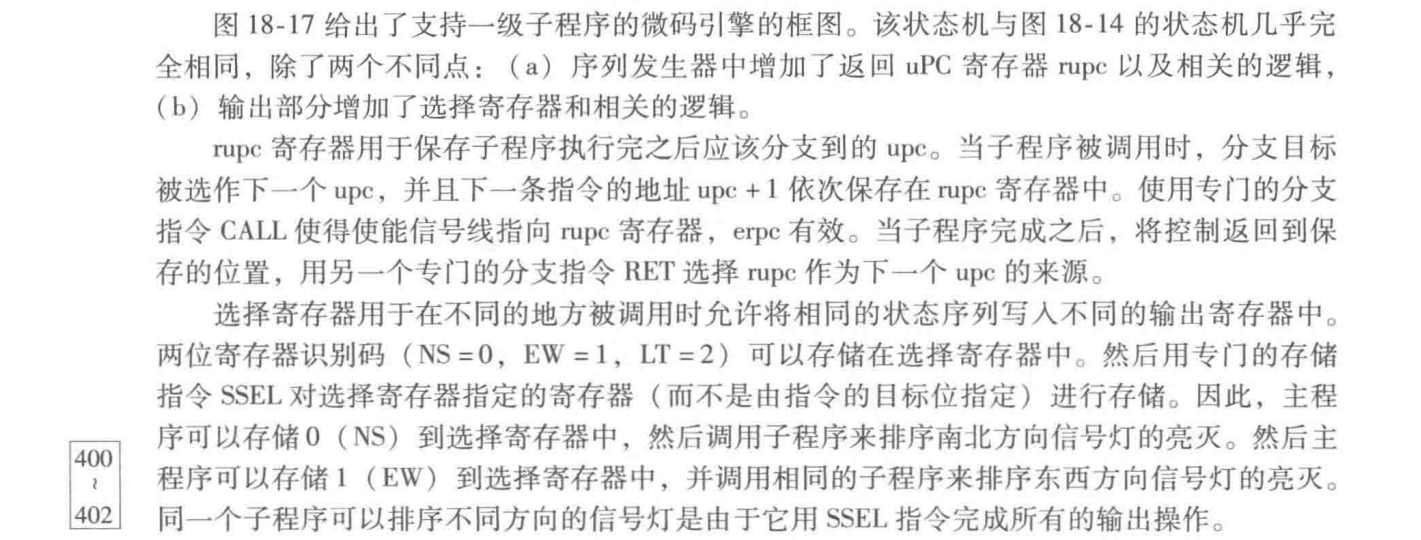 图 18-17 给出了支持一级子程序的微码引擎的框图。该状态机与图 18-14 的状态机几乎完
全相同，除了两个不同点：（a）序列发生器中增加了返回 uPC 寄存器 rupc 以及相关的逻辑，
（b）输出部分增加了选择寄存器和相关的逻辑。
rupc 寄存器用于保存子程序执行完之后应该分支到的 upc。当子程序被调用时，分支目标
被选作下一个 upc，并且下一条指令的地址 upc + 1 依次保存在 rupc 寄存器中。使用专门的分支
指令 CALL 使得使能信号线指向 rupc 寄存器，erpc 有效。当子程序完成之后，将控制返回到保
存的位置，用另一个专门的分支指令 RET 选择 rupc 作为下一个 upc 的来源。
选择寄存器用于在不同的地方被调用时允许将相同的状态序列写入不同的输出寄存器中。
两位寄存器识别码（NS = 0，EW = 1，LT = 2）可以存储在选择寄存器中。然后用专门的存储
指令 SSEL 对选择寄存器指定的寄存器（而不是由指令的目标位指定）进行存储。因此，主程
序可以存储 0（NS）到选择寄存器中，然后调用子程序来排序南北方向信号灯的亮灭。然后主
程序可以存储 1（EW）到选择寄存器中，并调用相同的子程序来排序东西方向信号灯的亮灭。
同一个子程序可以排序不同方向的信号灯是由于它用 SSEL 指令完成所有的输出操作。
400
~
402